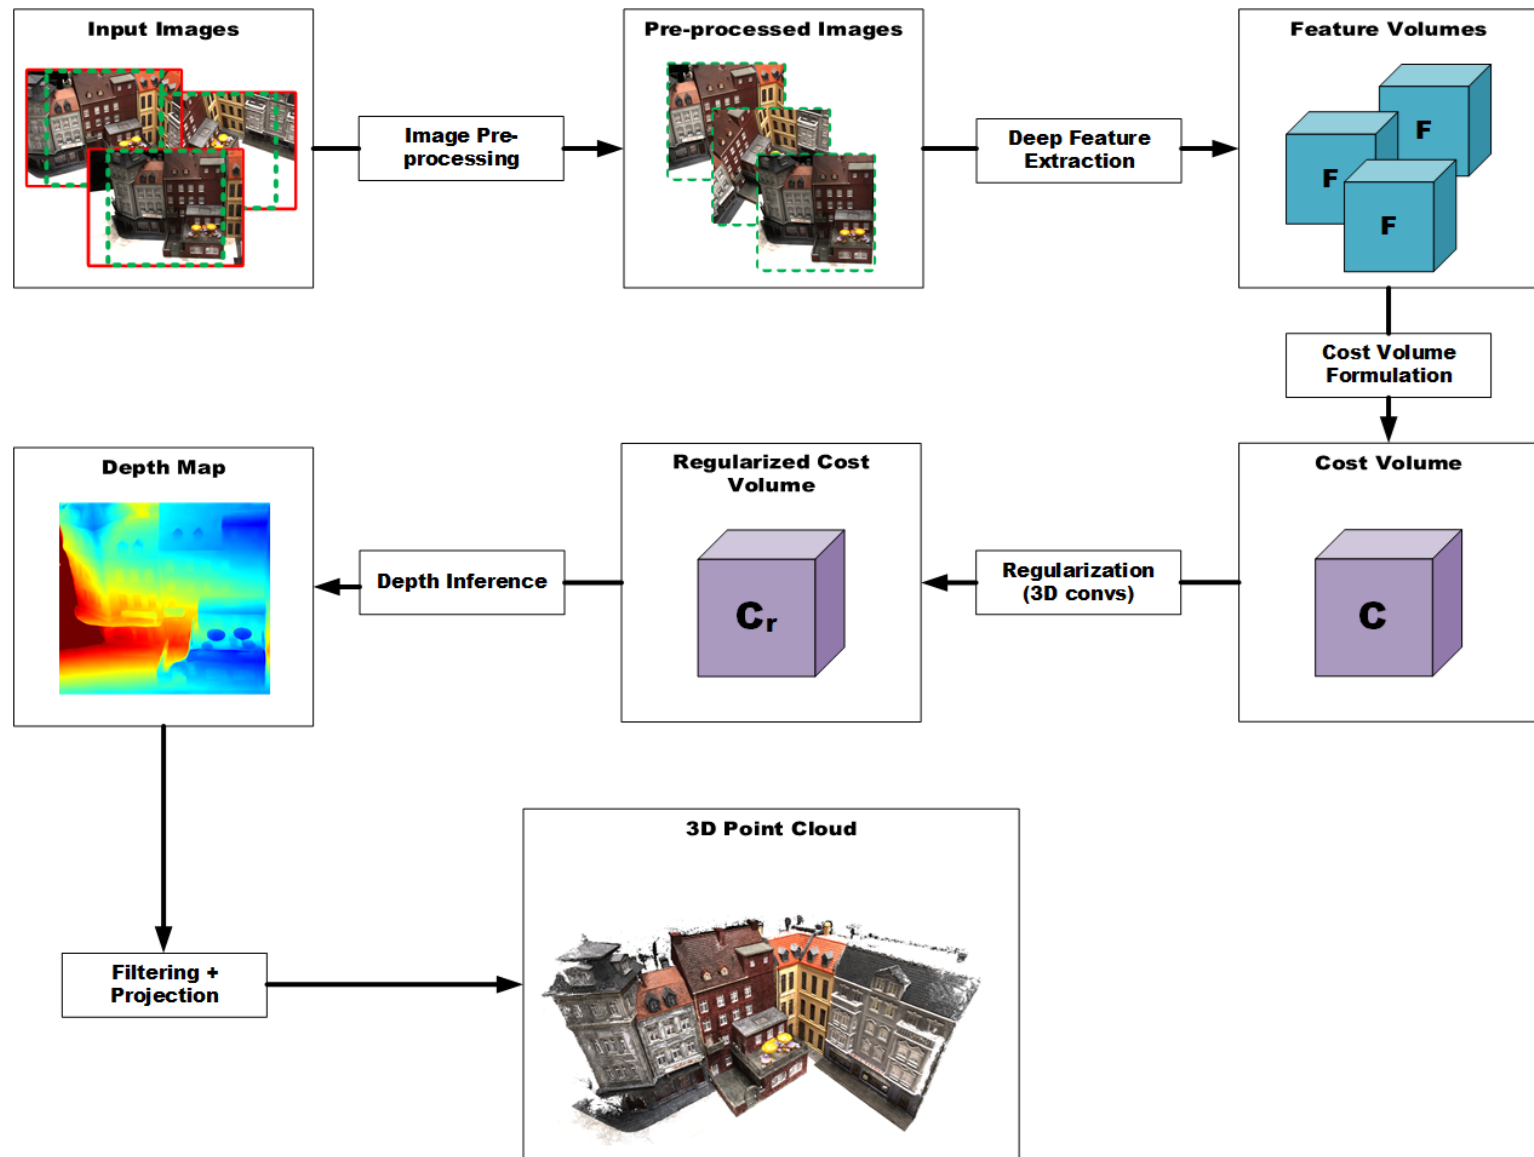 Input Images
Image Pre-
processing
Pre-processed Images
Deep Feature
Extraction
Feature Volumes
F
F
F
Cost Volume
Formulation
Cost Volume
C
Regularization
(3D convs)
Regularized Cost
Volume
Cr
Depth Inference
Depth Map
Filtering +
Projection
3D Point Cloud